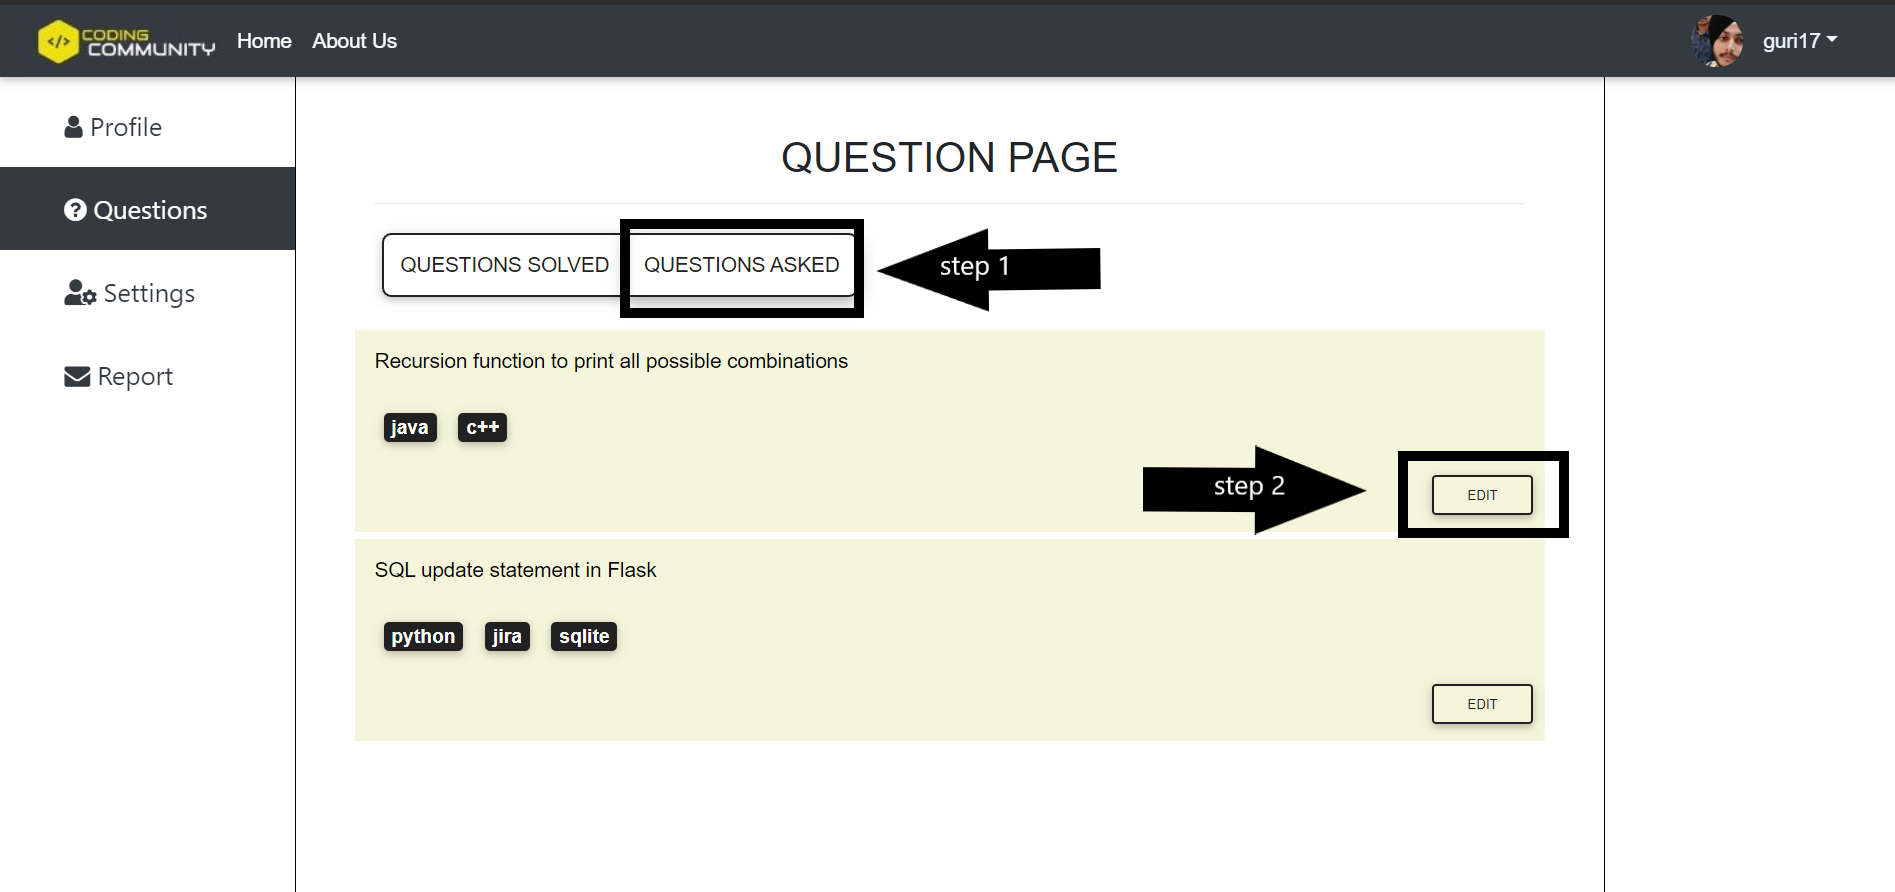 CODING
COMMUNITY
Home
About Us
guri17
Profile
Questions
Settings
Report
QUESTION PAGE
QUESTIONS SOLVED
QUESTIONS ASKED
step 1
Recursion function to print all possible combinations
java
c++
step 2
EDIT
SQL update statement in Flask
python
jira
sqlite
EDIT